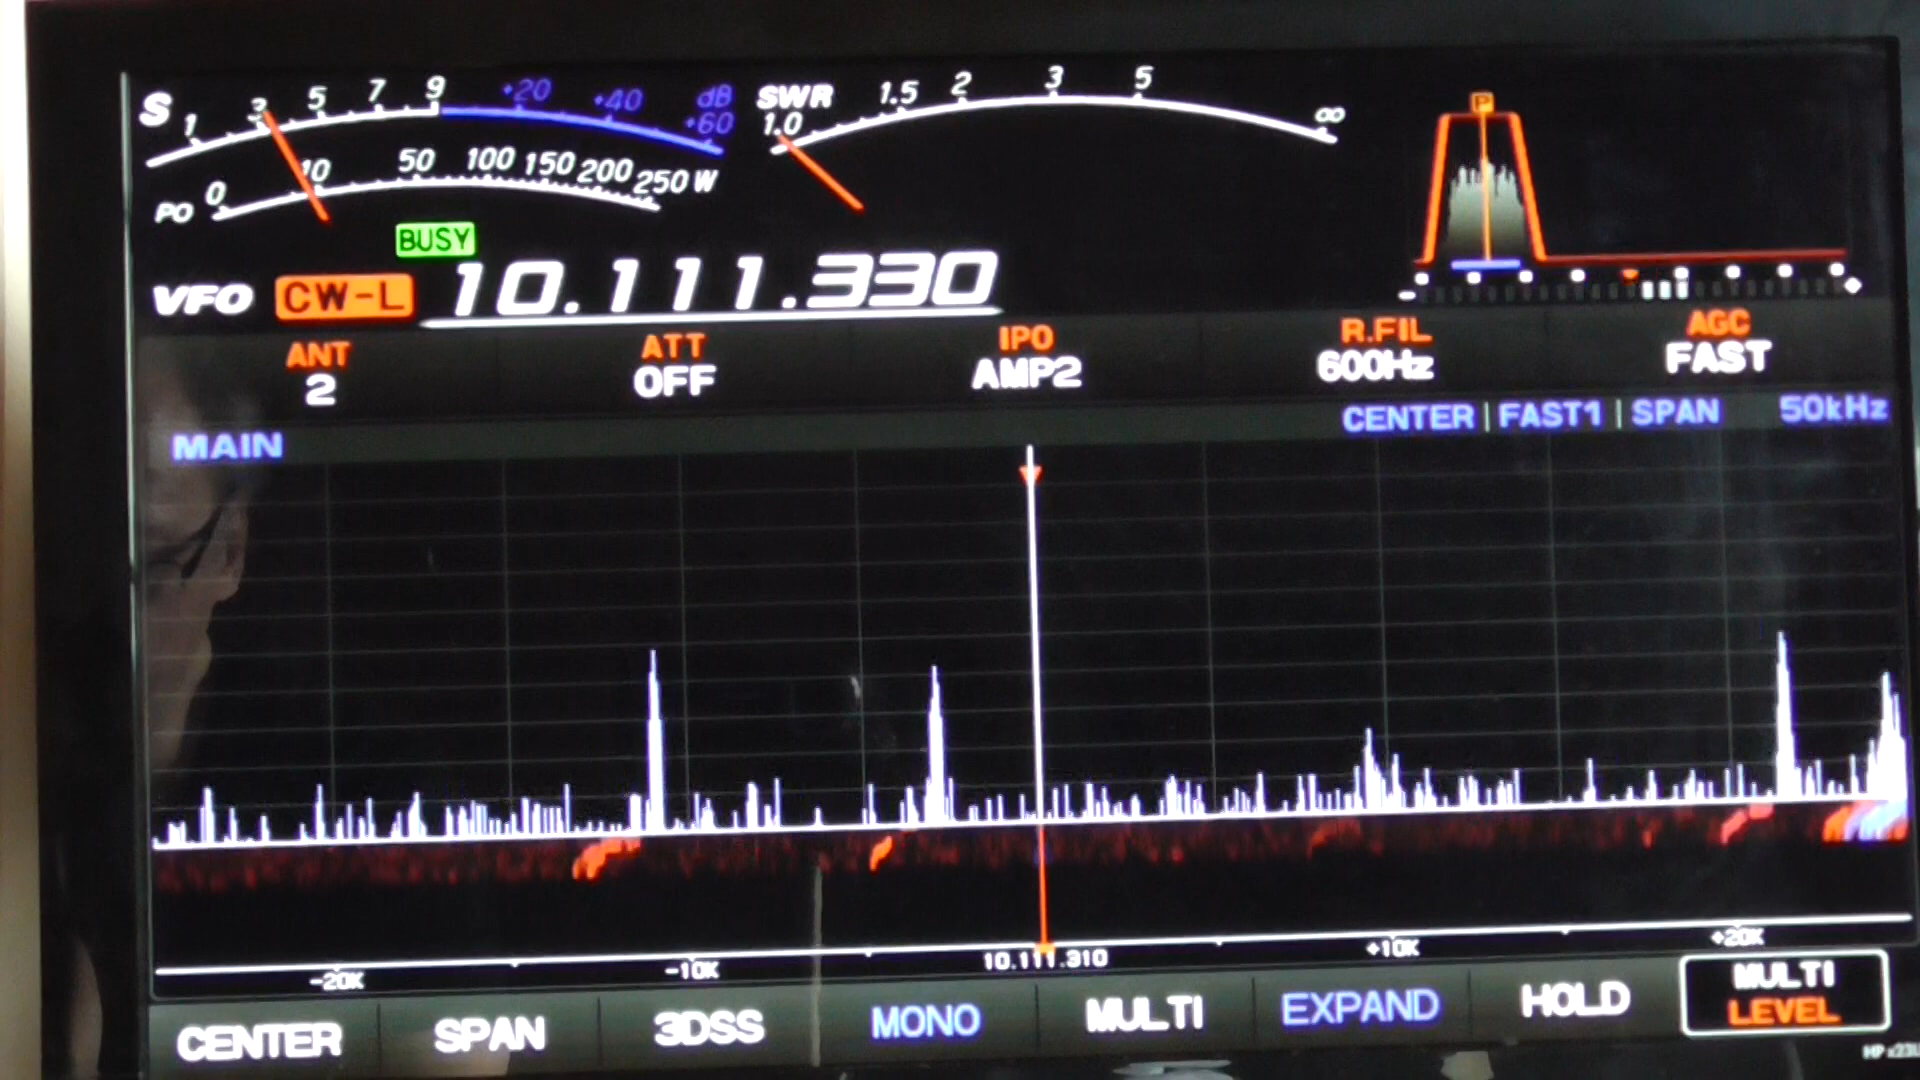 S 1 3 5 7 9 +20 +40 dB +60
PO 0 10 50 100 150 200 250 W
SWR 1.0 1.5 2 3 5 ∞
P
BUSY
VFO CW-L 10.111.330
ANT ATT IPO R.FIL AGC
2 OFF AMP2 600Hz FAST
MAIN CENTER | FAST1 | SPAN 50kHz
-20K -10K 10.111.310 +10K +20K
CENTER SPAN 3DSS MONO MULTI EXPAND HOLD MULTI
LEVEL
HP